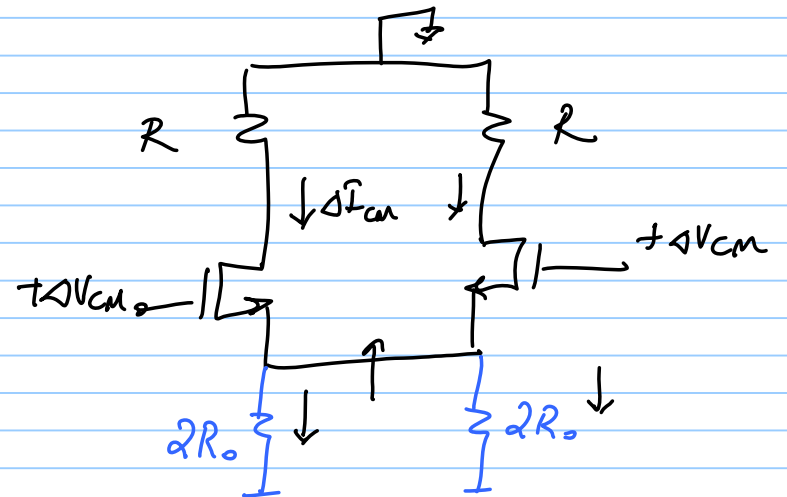 R
R
ΔI_CM
+ΔV_CM
+ΔV_CM
2R₀
2R₀